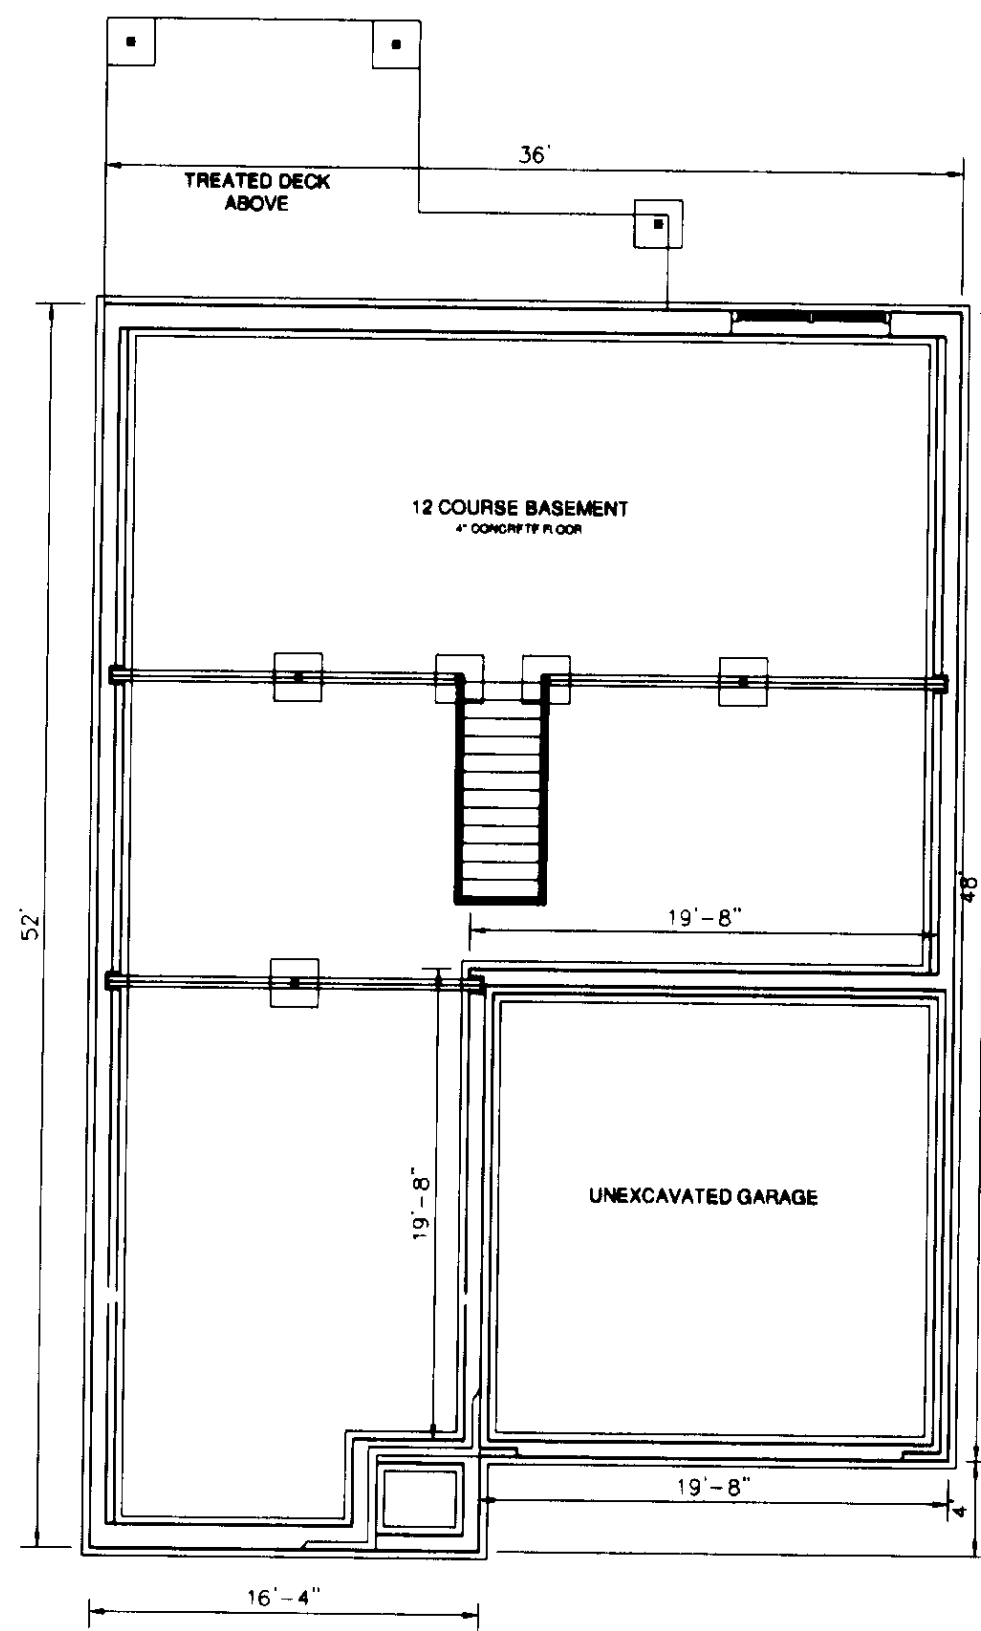 36'
TREATED DECK
ABOVE
12 COURSE BASEMENT
4" CONCRETE FLOOR
52'
48'
19'-8"
19'-8"
UNEXCAVATED GARAGE
19'-8"
4'
16'-4"